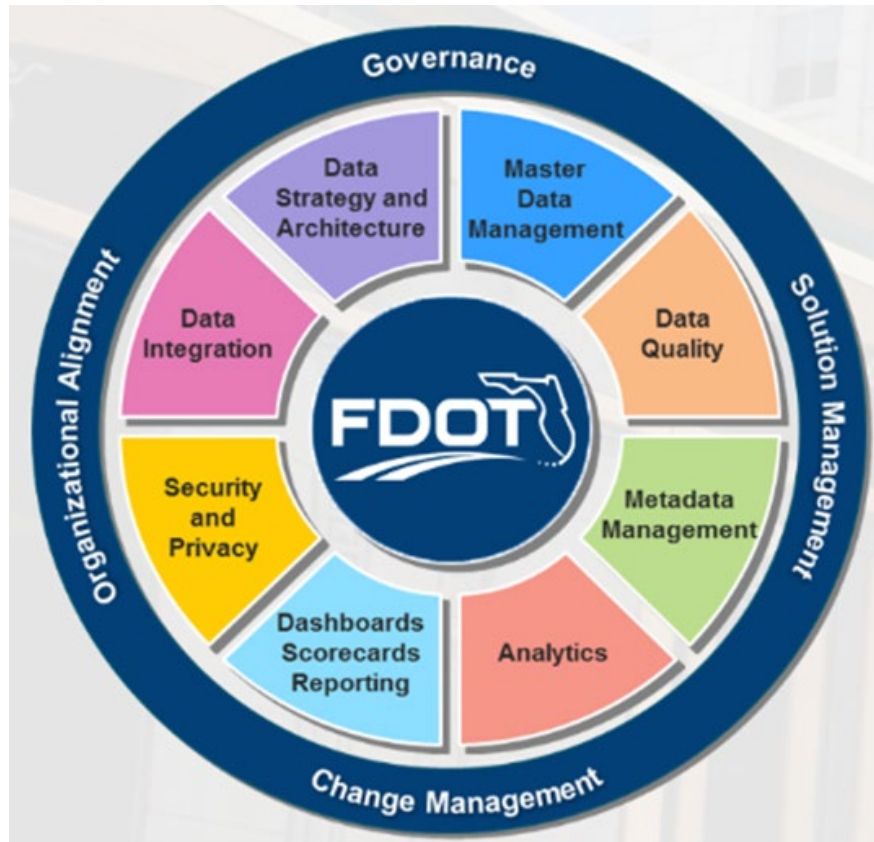 Governance
Data
Strategy and
Architecture
Master
Data
Management
Data
Integration
Data
Quality
Organizational Alignment
Solution Management
FDOT
Security
and
Privacy
Metadata
Management
Dashboards
Scorecards
Reporting
Analytics
Change Management